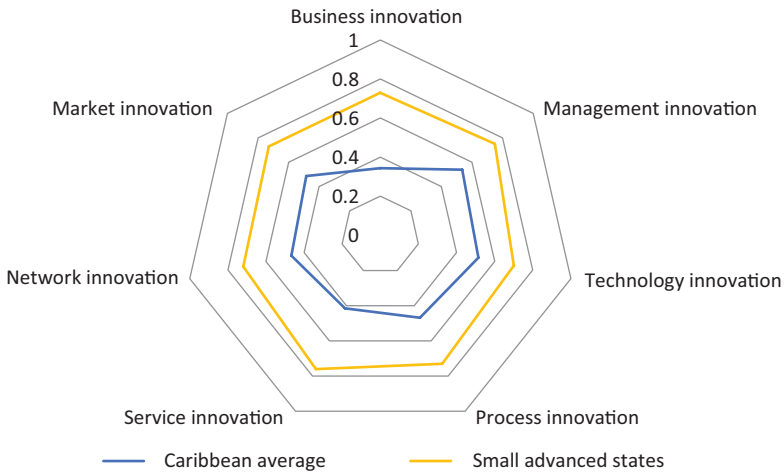 Business innovation
1
0.8
Market innovation
Management innovation
0.6
0.4
0.2
0
Network innovation
Technology innovation
Service innovation
Process innovation
Caribbean average
Small advanced states